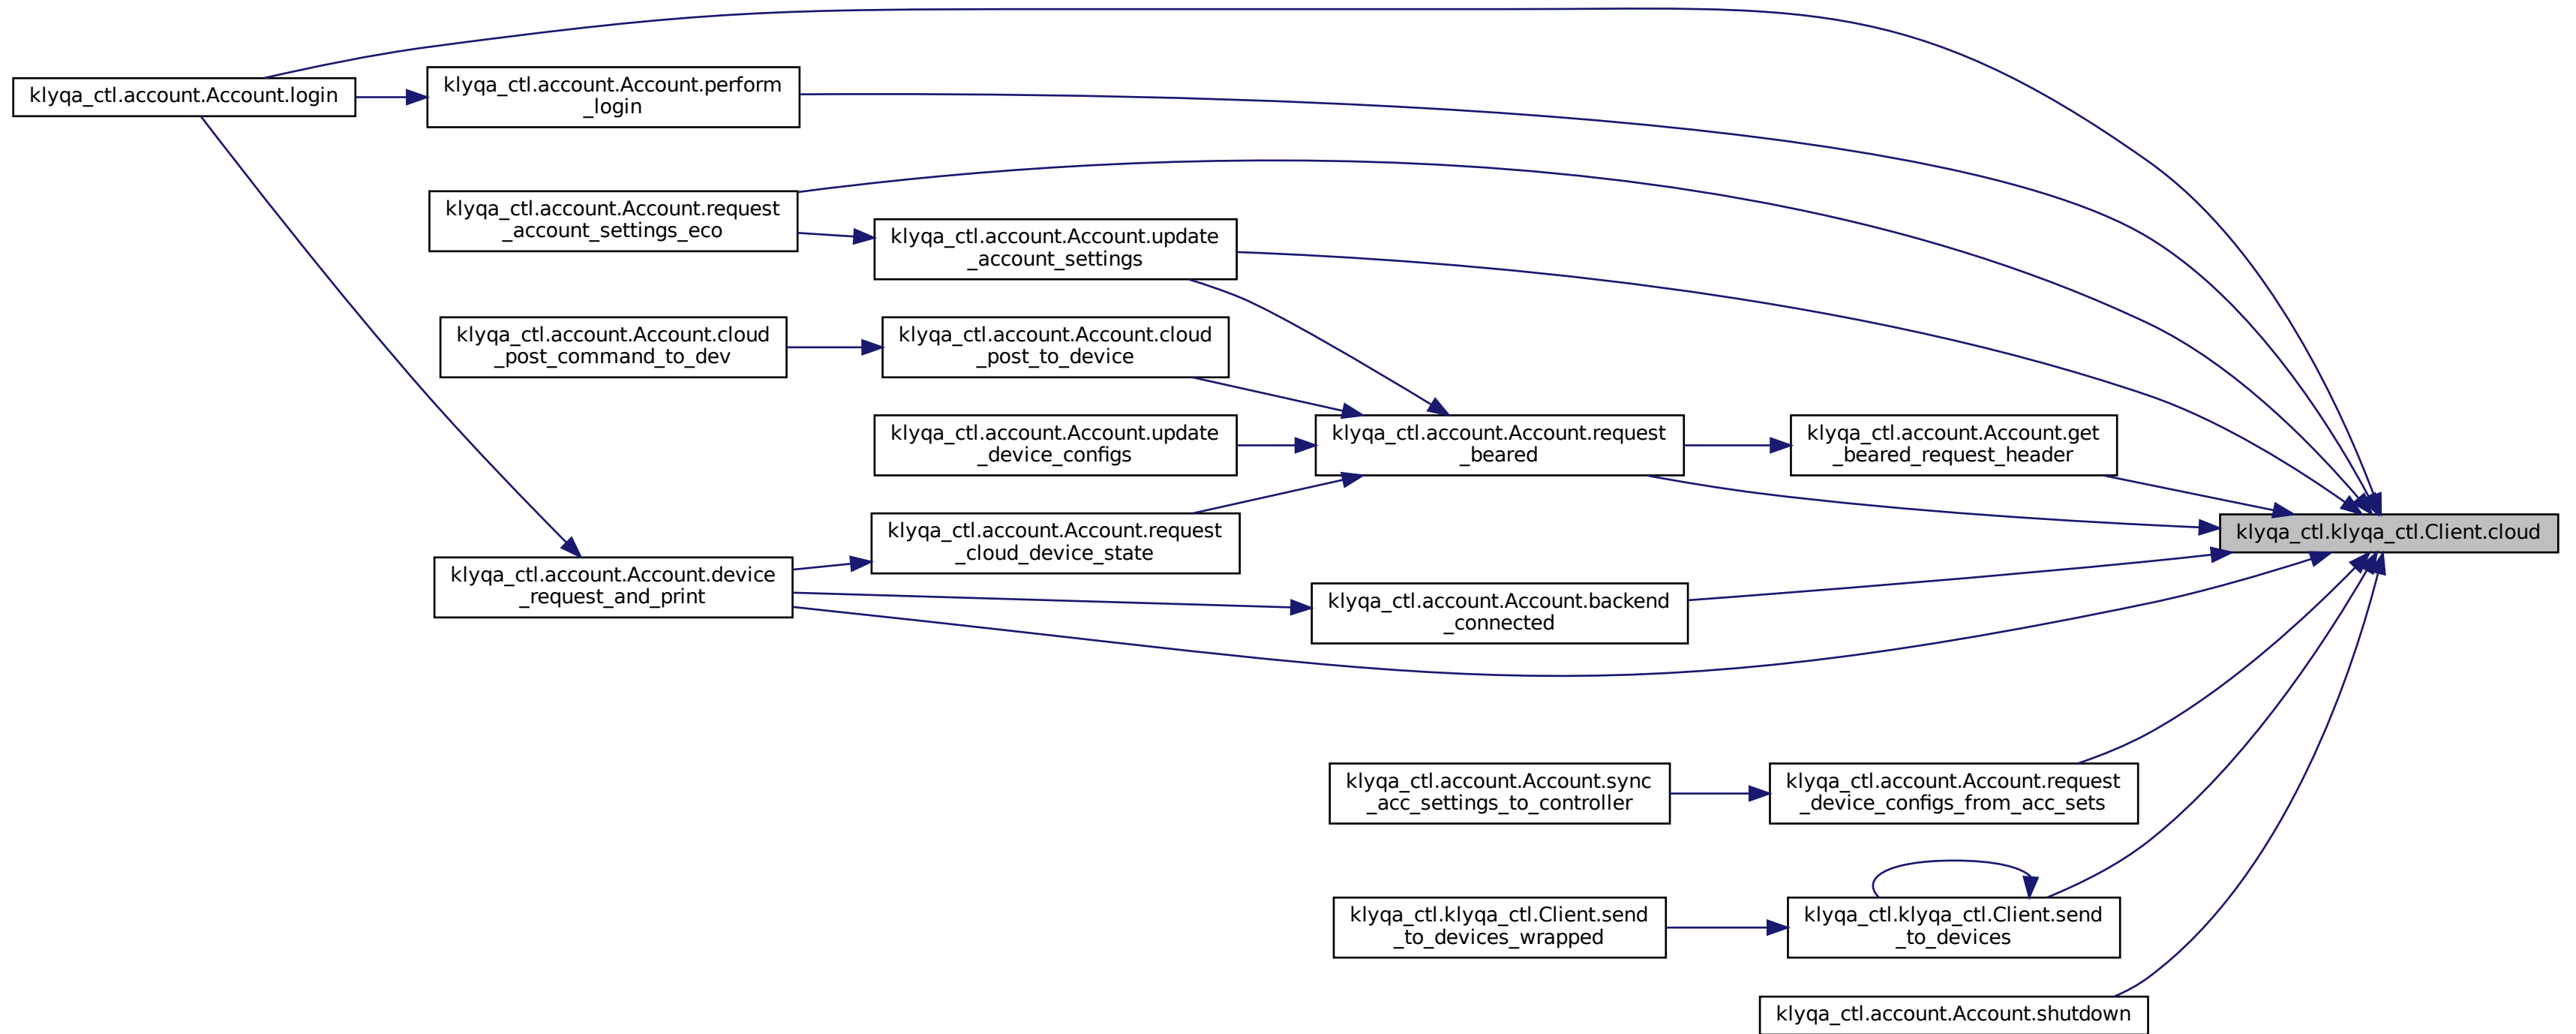 klyqa_ctl.account.Account.login
klyqa_ctl.account.Account.perform
_login
klyqa_ctl.account.Account.request
_account_settings_eco
klyqa_ctl.account.Account.update
_account_settings
klyqa_ctl.account.Account.cloud
_post_command_to_dev
klyqa_ctl.account.Account.cloud
_post_to_device
klyqa_ctl.account.Account.update
_device_configs
klyqa_ctl.account.Account.request
_beared
klyqa_ctl.account.Account.get
_beared_request_header
klyqa_ctl.klyqa_ctl.Client.cloud
klyqa_ctl.account.Account.request
_cloud_device_state
klyqa_ctl.account.Account.device
_request_and_print
klyqa_ctl.account.Account.backend
_connected
klyqa_ctl.account.Account.sync
_acc_settings_to_controller
klyqa_ctl.account.Account.request
_device_configs_from_acc_sets
klyqa_ctl.klyqa_ctl.Client.send
_to_devices_wrapped
klyqa_ctl.klyqa_ctl.Client.send
_to_devices
klyqa_ctl.account.Account.shutdown